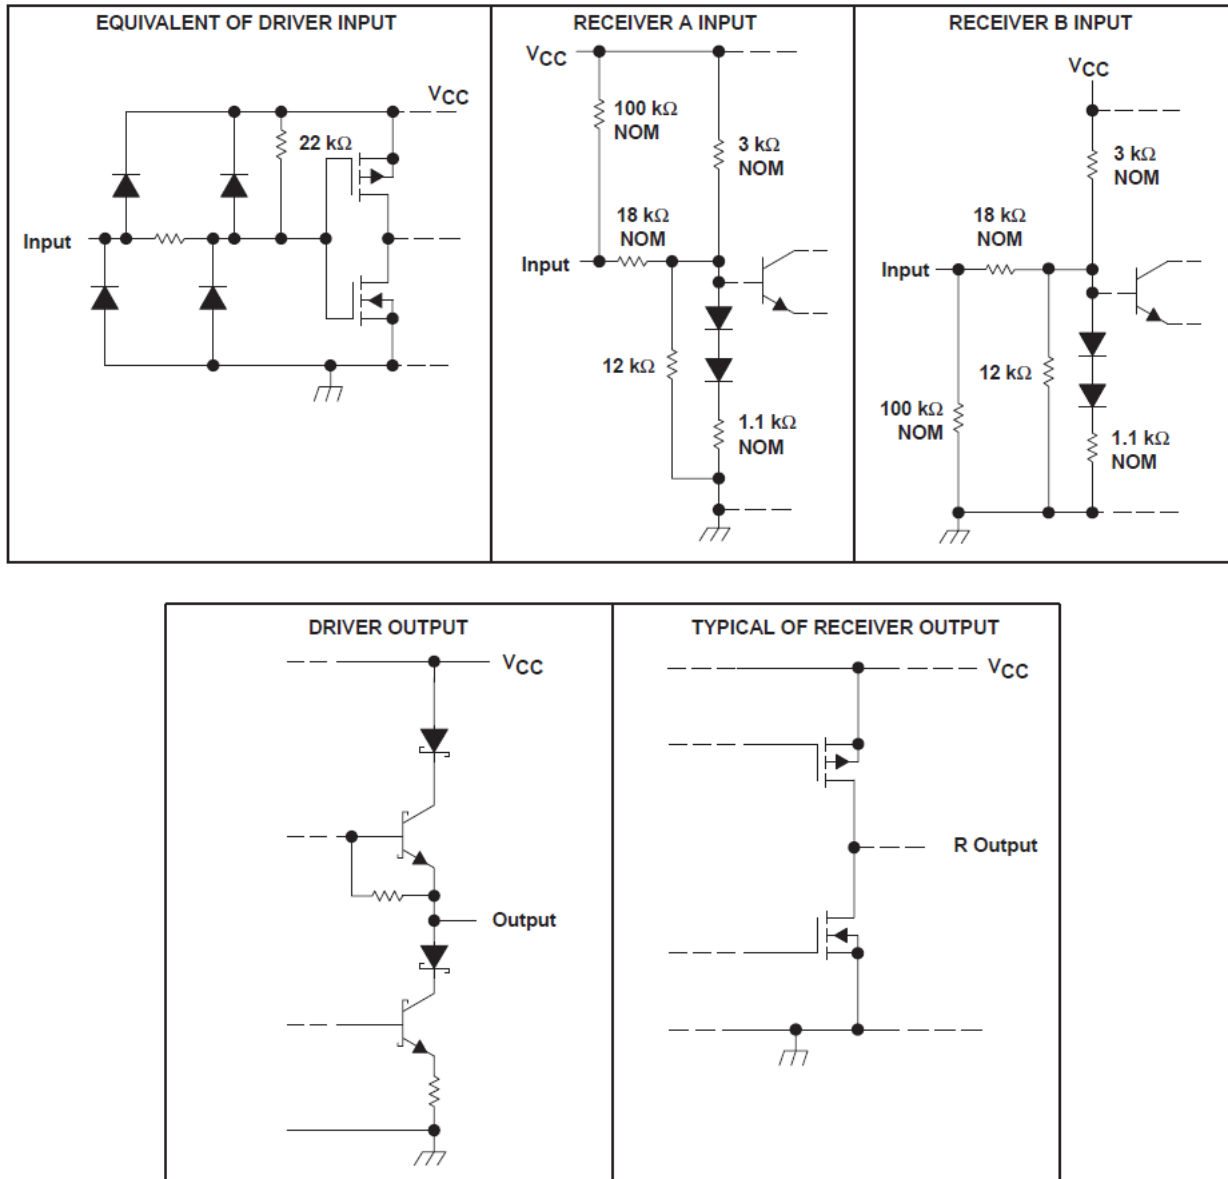 EQUIVALENT OF DRIVER INPUT
VCC
22 kΩ
Input
RECEIVER A INPUT
VCC
100 kΩ
NOM
3 kΩ
NOM
18 kΩ
NOM
Input
12 kΩ
1.1 kΩ
NOM
RECEIVER B INPUT
VCC
3 kΩ
NOM
18 kΩ
NOM
Input
12 kΩ
100 kΩ
NOM
1.1 kΩ
NOM
DRIVER OUTPUT
VCC
Output
TYPICAL OF RECEIVER OUTPUT
VCC
R Output